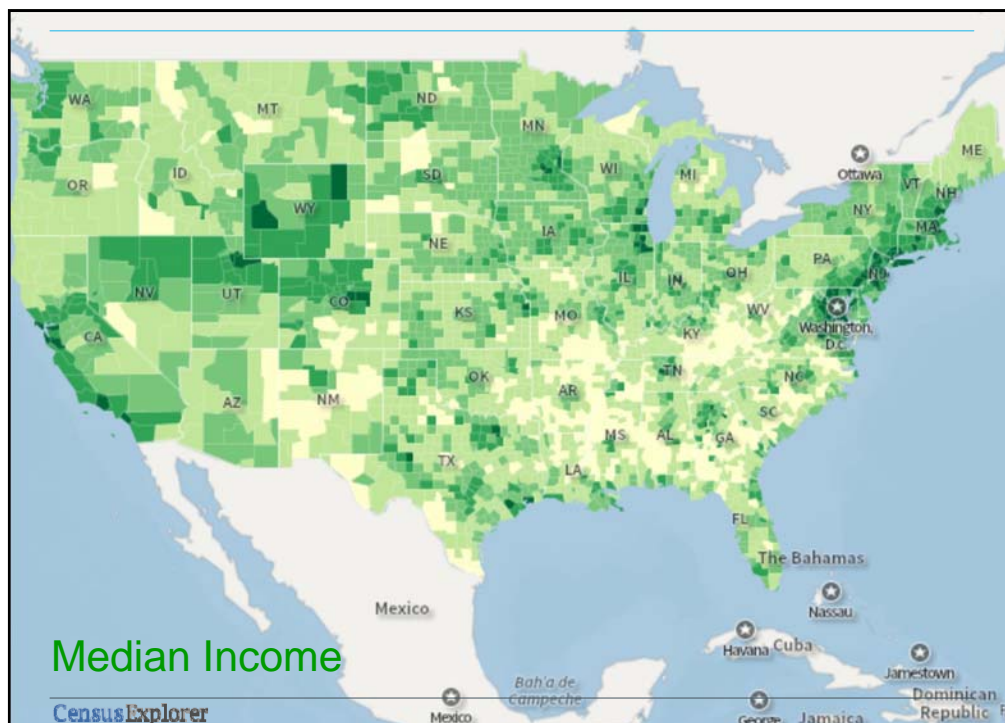 WA
MT
ND
MN
OR
ID
SD
WI
MI
Ottawa
ME
VT
NH
NY
MA
WY
NE
IA
PA
NJ
NV
UT
CO
IL
IN
OH
CA
KS
MO
WV
Washington,
D.C.
KY
AZ
NM
OK
AR
TN
NC
SC
TX
MS
AL
GA
LA
FL
The Bahamas
Mexico
Nassau
Median Income
Havana
Cuba
Jamestown
Bah'a de
Campeche
Dominican
Republic
CensusExplorer
Mexico
George
Jamaica